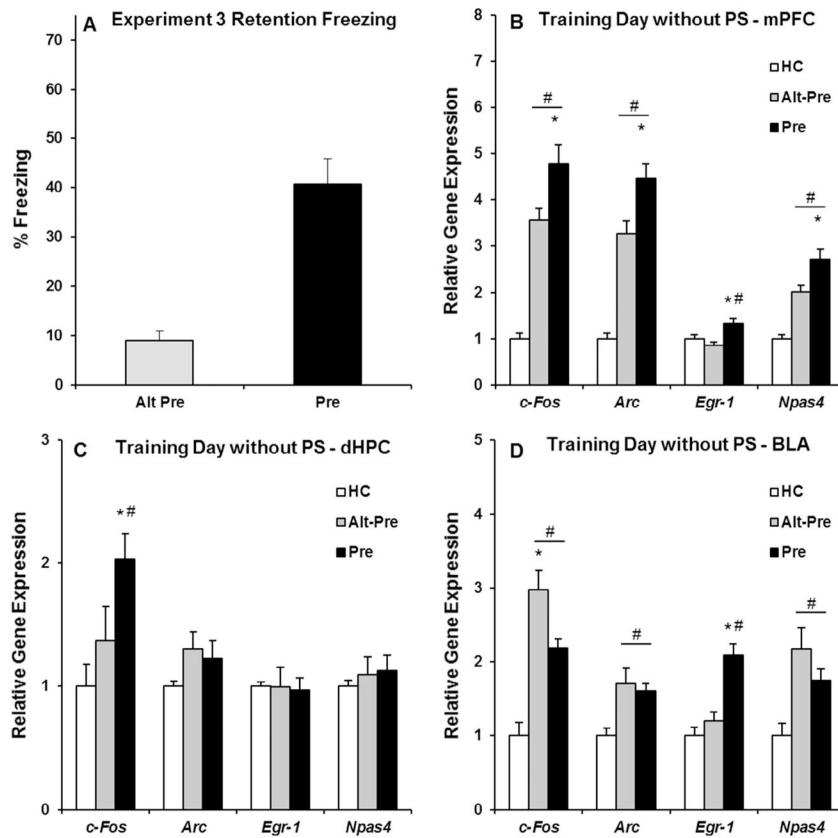 A Experiment 3 Retention Freezing
% Freezing
70
60
50
40
30
20
10
0
Alt Pre Pre
B Training Day without PS - mPFC
Relative Gene Expression
8
7
6
5
4
3
2
1
0
HC
Alt-Pre
Pre
#
*
#
*
* #
#
*
c-Fos Arc Egr-1 Npas4
C Training Day without PS - dHPC
Relative Gene Expression
3
2
1
0
HC
Alt-Pre
Pre
* #
c-Fos Arc Egr-1 Npas4
D Training Day without PS - BLA
Relative Gene Expression
5
4
3
2
1
0
HC
Alt-Pre
Pre
#
*
#
* #
#
c-Fos Arc Egr-1 Npas4